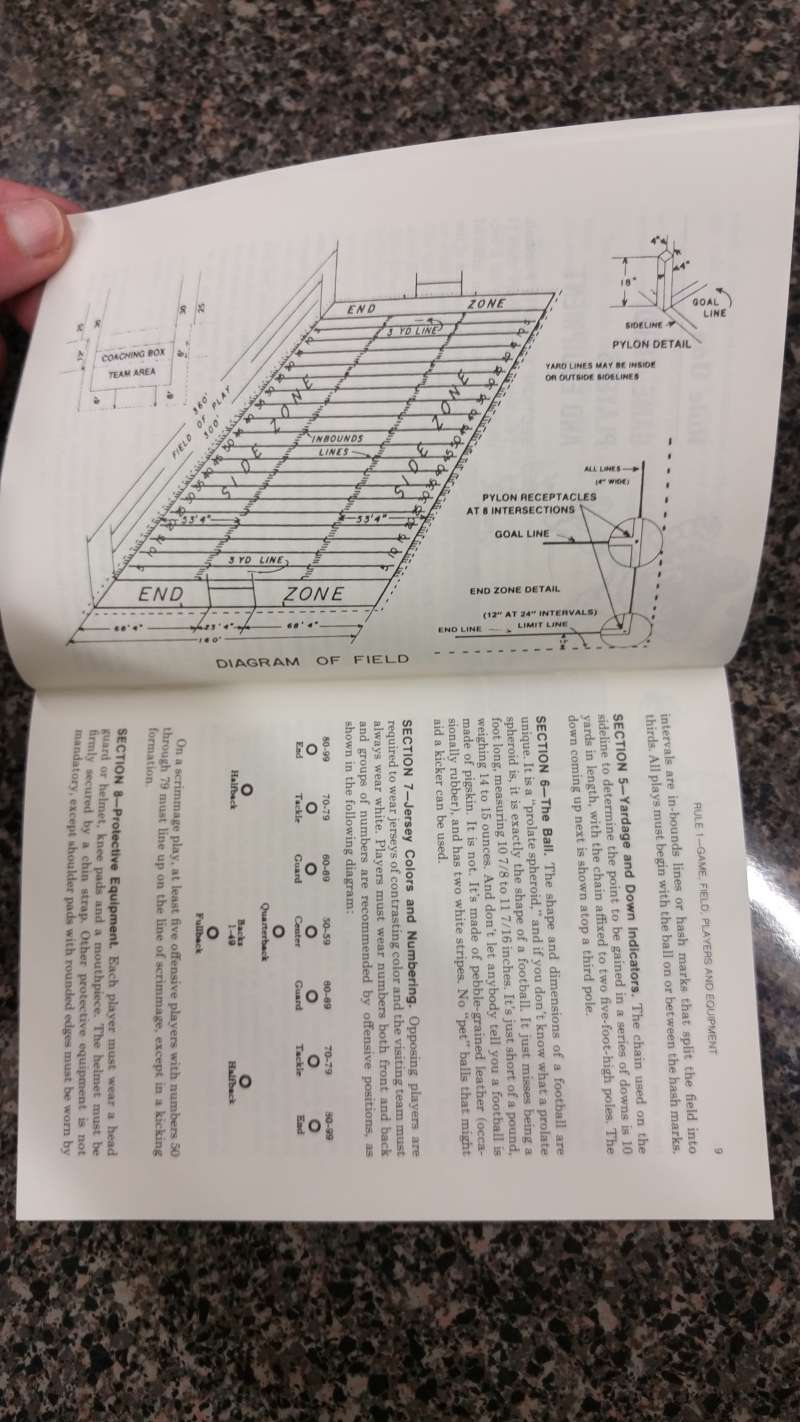 4"
4"
18"
GOAL
LINE
SIDELINE
PYLON DETAIL
YARD LINES MAY BE INSIDE
OR OUTSIDE SIDELINES
END ZONE
3 YD LINE
SIDE ZONE
SIDE ZONE
INBOUNDS
LINES
53'4"
53'4"
3 YD LINE
END ZONE
360'
FIELD OF PLAY
300'
COACHING BOX
TEAM AREA
ALL LINES
(4" WIDE)
PYLON RECEPTACLES
AT 8 INTERSECTIONS
GOAL LINE
END ZONE DETAIL
(12" AT 24" INTERVALS)
LIMIT LINE
END LINE
68'4"
23'4"
68'4"
160'
DIAGRAM OF FIELD
RULE 1—GAME, FIELD, PLAYERS AND EQUIPMENT 9
intervals are in-bounds lines or hash marks that split the field into
thirds. All plays must begin with the ball on or between the hash marks.
SECTION 5—Yardage and Down Indicators. The chain used on the
sideline to determine the point to be gained in a series of downs is 10
yards in length, with the chain affixed to two five-foot-high poles. The
down coming up next is shown atop a third pole.
SECTION 6—The Ball. The shape and dimensions of a football are
unique. It is a "prolate spheroid," and if you don't know what a prolate
spheroid is, it is exactly the shape of a football. It just misses being a
foot long, measuring 10 7/8 to 11 7/16 inches. It's just short of a pound,
weighing 14 to 15 ounces. And don't let anybody tell you a football is
made of pigskin. It is not. It's made of pebble-grained leather (occa-
sionally rubber), and has two white stripes. No "pet" balls that might
aid a kicker can be used.
SECTION 7—Jersey Colors and Numbering. Opposing players are
required to wear jerseys of contrasting color and the visiting team must
always wear white. Players must wear numbers both front and back
and groups of numbers are recommended by offensive positions, as
shown in the following diagram:
80-99 70-79 60-69 50-59 60-69 70-79 80-99
End Tackle Guard Center Guard Tackle End
Quarterback
Halfback Backs Halfback
1-49
Fullback
On a scrimmage play, at least five offensive players with numbers 50
through 79 must line up on the line of scrimmage, except in a kicking
formation.
SECTION 8—Protective Equipment. Each player must wear a head
guard or helmet, knee pads and a mouthpiece. The helmet must be
firmly secured by a chin strap. Other protective equipment is not
mandatory, except shoulder pads with rounded edges must be worn by